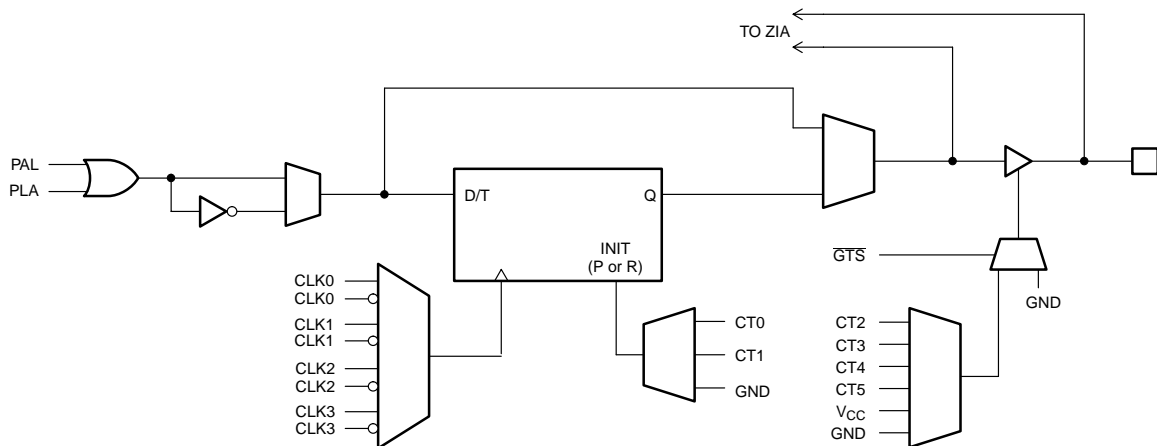 TO ZIA
PAL
PLA
D/T
Q
INIT
(P or R)
CLK0
CLK0
CLK1
CLK1
CLK2
CLK2
CLK3
CLK3
CT0
CT1
GND
G̅T̅S̅
GND
CT2
CT3
CT4
CT5
VCC
GND